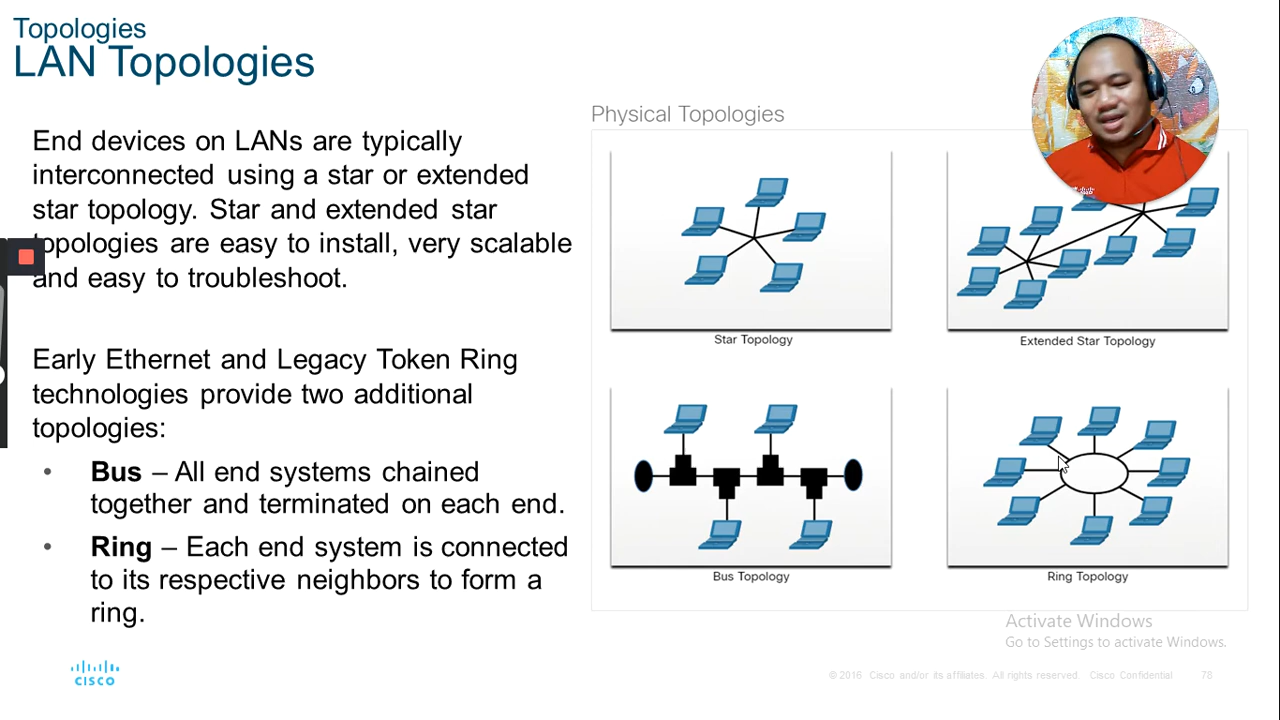 Topologies
LAN Topologies
End devices on LANs are typically
interconnected using a star or extended
star topology. Star and extended star
topologies are easy to install, very scalable
and easy to troubleshoot.
Early Ethernet and Legacy Token Ring
technologies provide two additional
topologies:
• Bus – All end systems chained
together and terminated on each end.
• Ring – Each end system is connected
to its respective neighbors to form a
ring.
Physical Topologies
Star Topology
Extended Star Topology
Bus Topology
Ring Topology
Activate Windows
Go to Settings to activate Windows.
CISCO
© 2016 Cisco and/or its affiliates. All rights reserved. Cisco Confidential
78